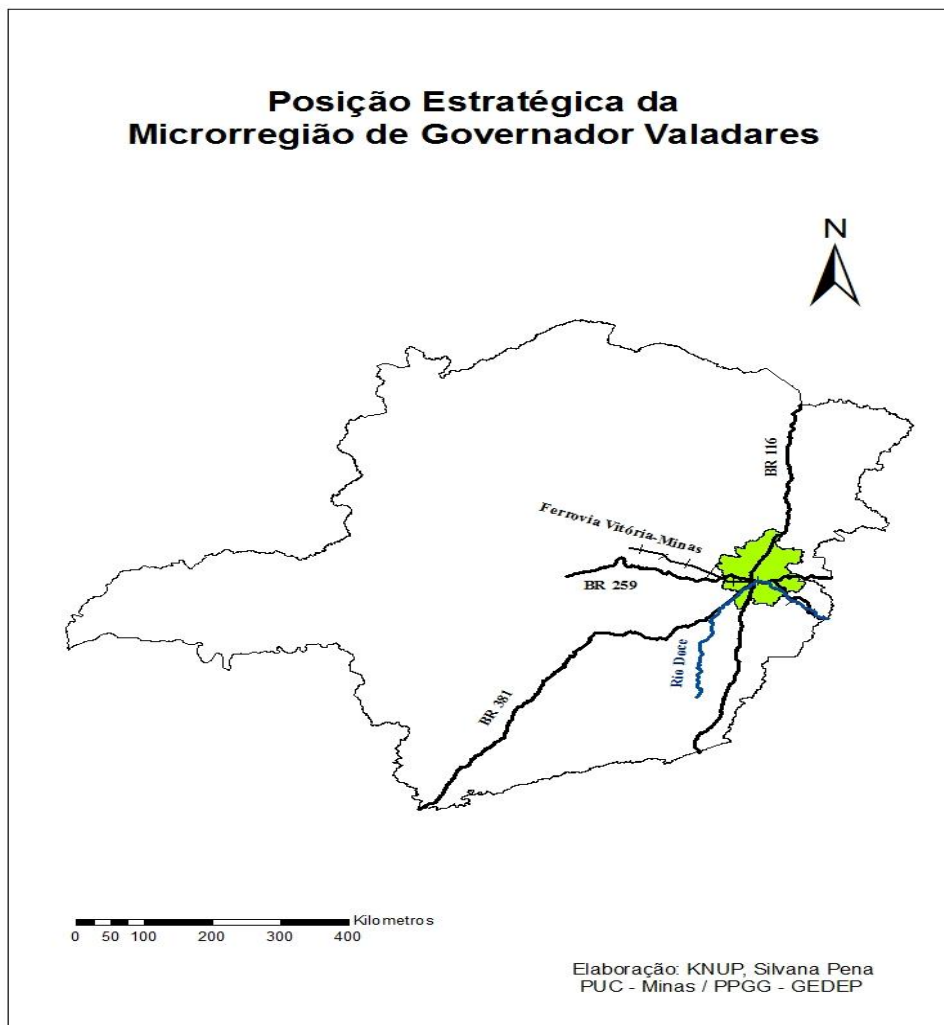 Posição Estratégica da
Microrregião de Governador Valadares
N
BR 116
Ferrovia Vitória-Minas
BR 259
Rio Doce
BR 381
Kilometros
0 50 100 200 300 400
Elaboração: KNUP, Silvana Pena
PUC - Minas / PPGG - GEDEP